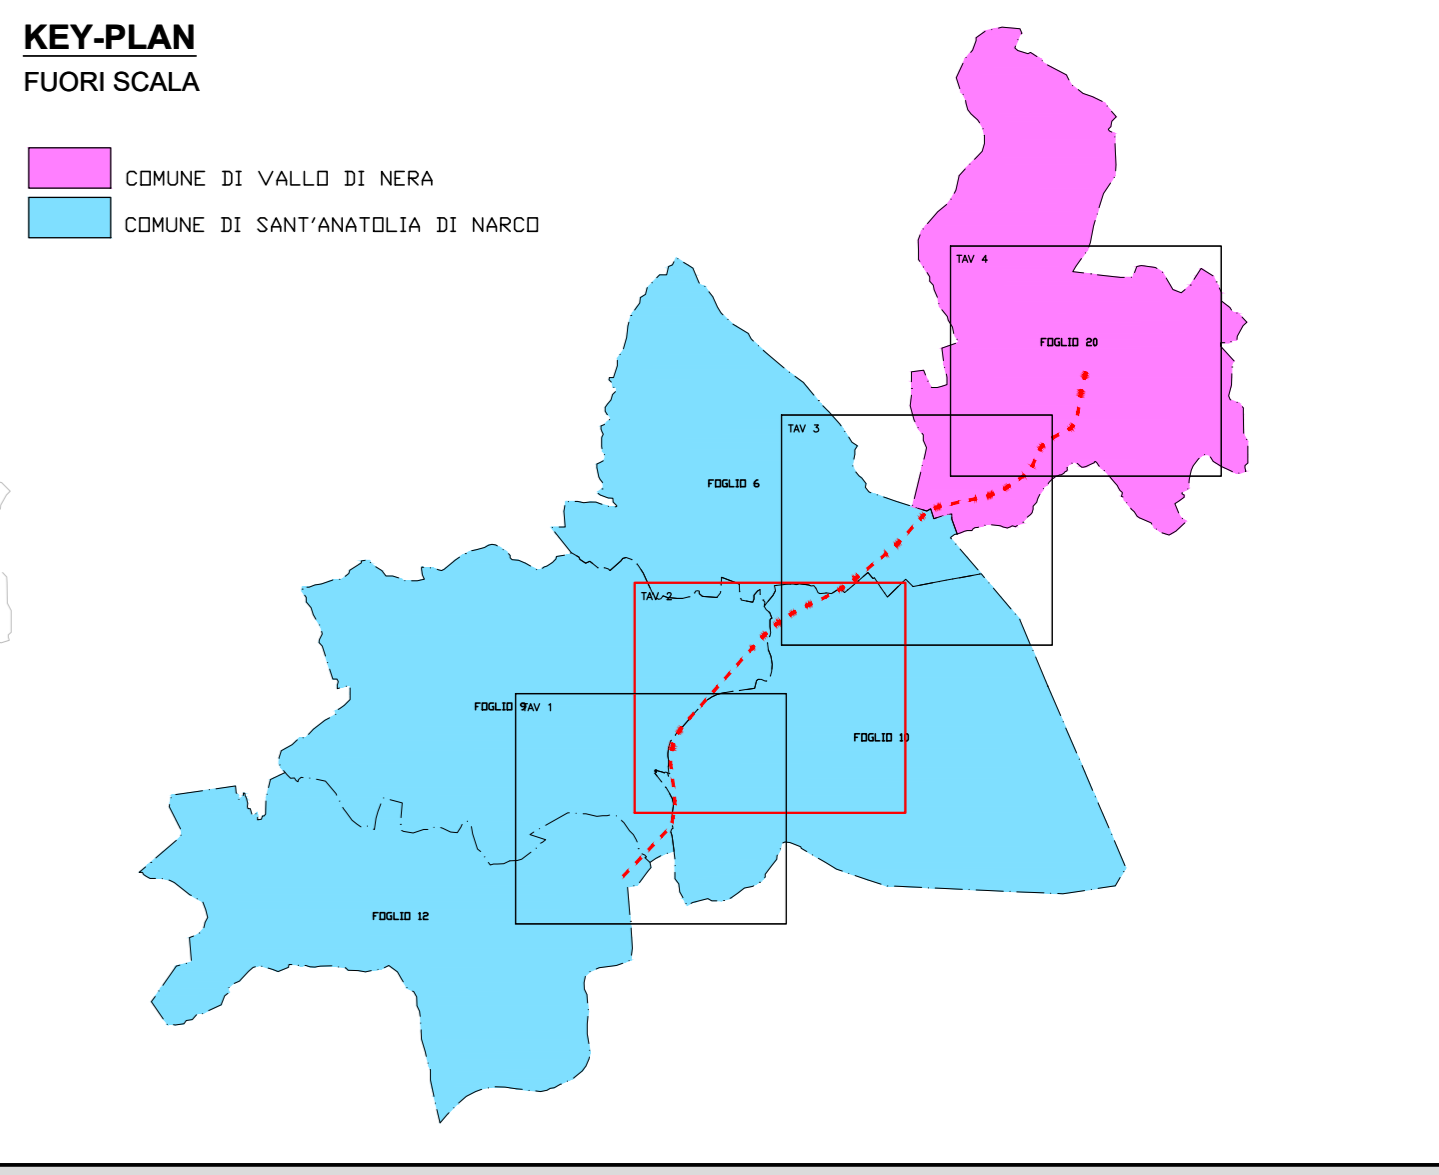 KEY-PLAN
FUORI SCALA
COMUNE DI VALLO DI NERA
COMUNE DI SANT'ANATOLIA DI NARCO
TAV 4
FOGLIO 20
TAV 3
FOGLIO 6
TAV 2
FOGLIO 9
TAV 1
FOGLIO 10
FOGLIO 12